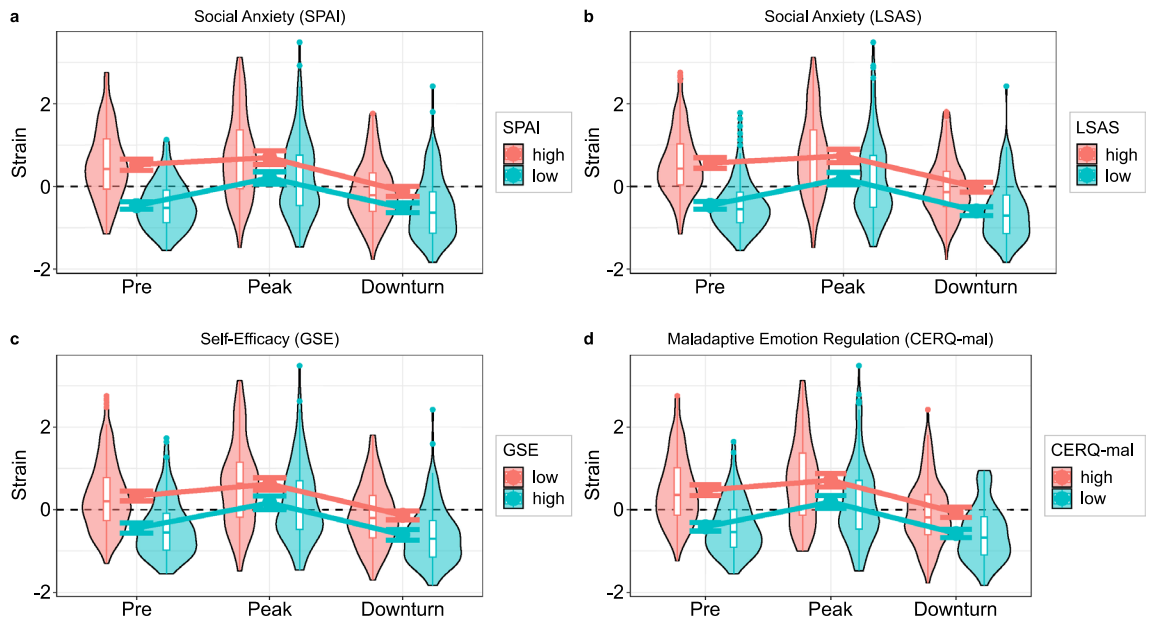 a Social Anxiety (SPAI)
Strain
2
0
-2
Pre Peak Downturn
SPAI
high
low
b Social Anxiety (LSAS)
Strain
2
0
-2
Pre Peak Downturn
LSAS
high
low
c Self-Efficacy (GSE)
Strain
2
0
-2
Pre Peak Downturn
GSE
low
high
d Maladaptive Emotion Regulation (CERQ-mal)
Strain
2
0
-2
Pre Peak Downturn
CERQ-mal
high
low